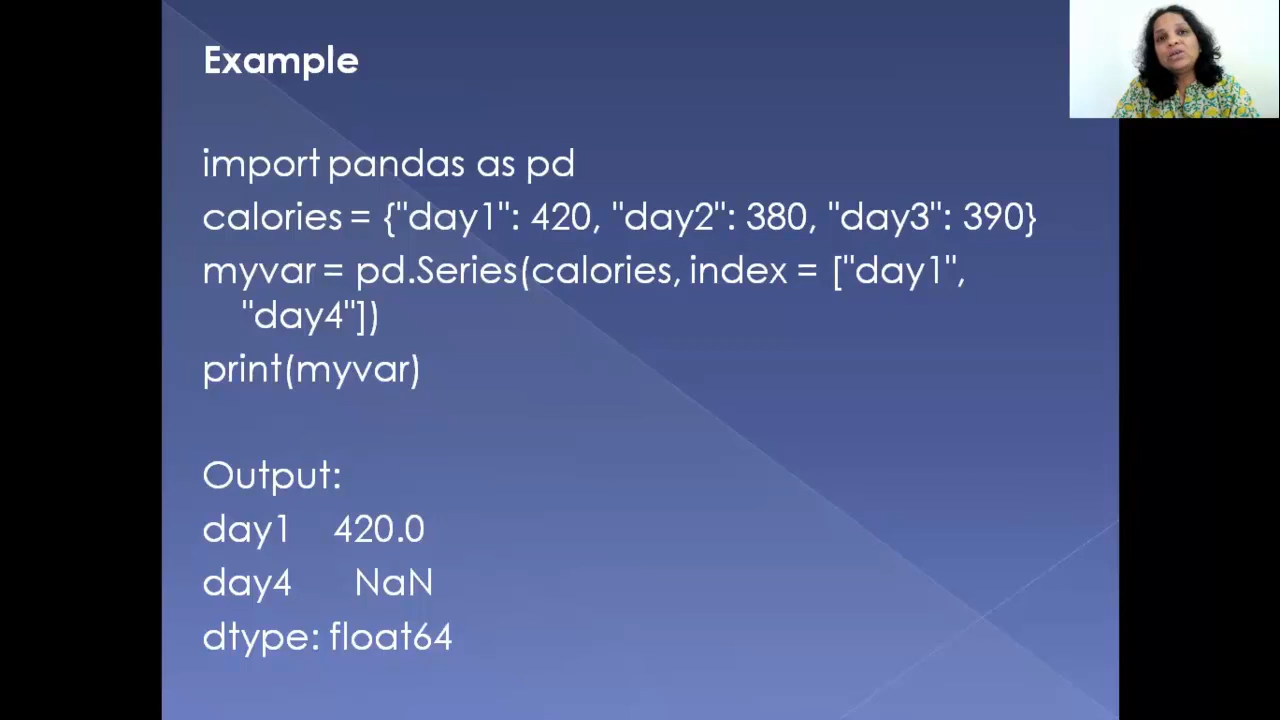 Example
import pandas as pd
calories = {"day1": 420, "day2": 380, "day3": 390}
myvar = pd.Series(calories, index = ["day1",
"day4"])
print(myvar)
Output:
day1 420.0
day4 NaN
dtype: float64